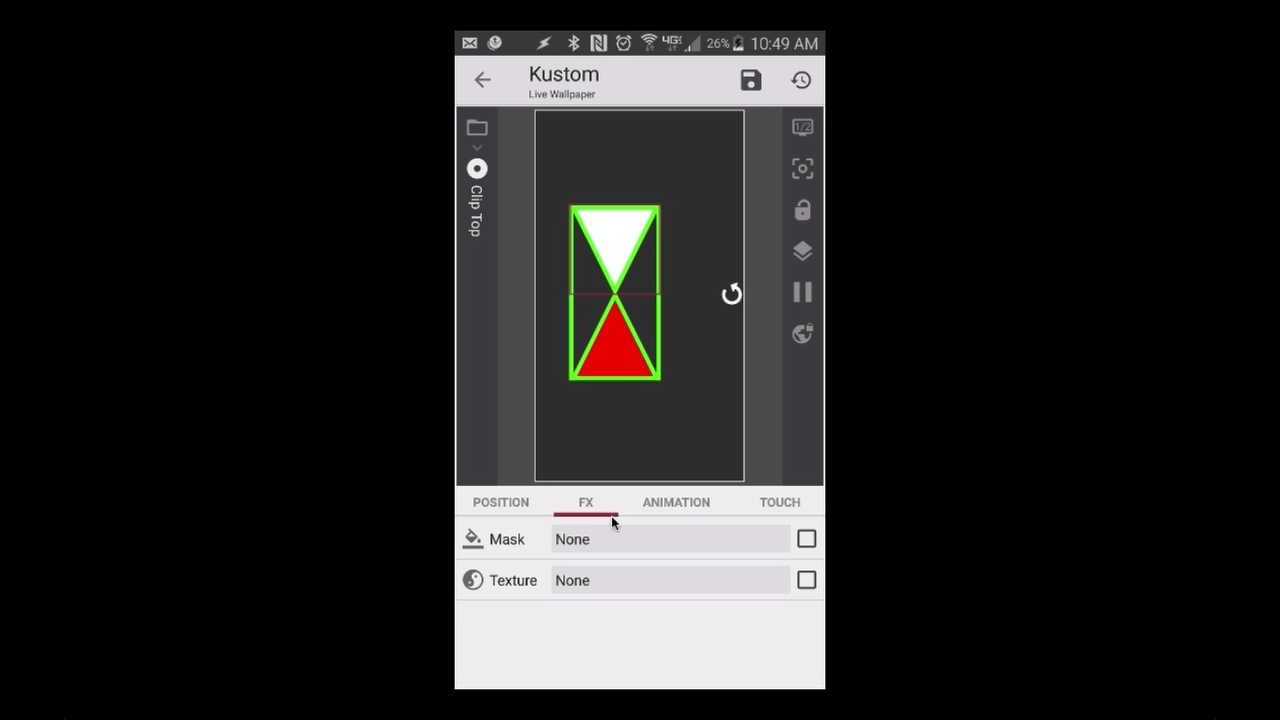 4G 26% 10:49 AM
Kustom
Live Wallpaper
1/2
Clip Top
POSITION FX ANIMATION TOUCH
Mask None
Texture None